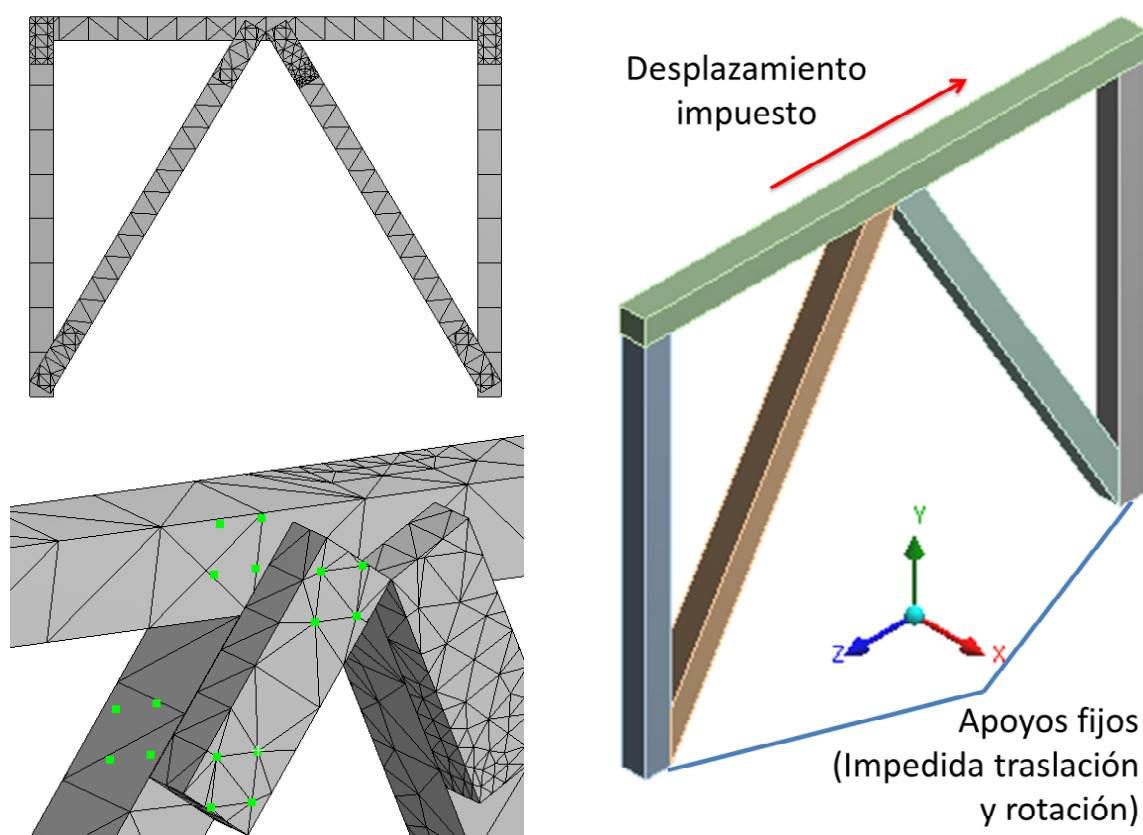 Desplazamiento
impuesto
Y
Z
X
Apoyos fijos
(Impedida traslación
y rotación)